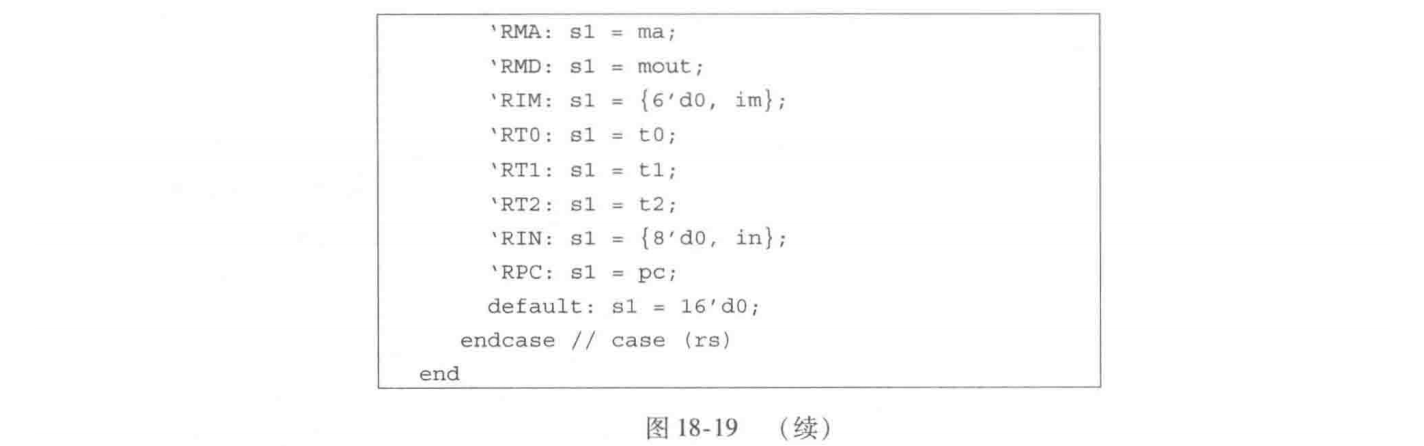 ‘RMA: s1 = ma;
‘RMD: s1 = mout;
‘RIM: s1 = {6’d0, im};
‘RT0: s1 = t0;
‘RT1: s1 = t1;
‘RT2: s1 = t2;
‘RIN: s1 = {8’d0, in};
‘RPC: s1 = pc;
default: s1 = 16’d0;
endcase // case (rs)
end
图 18-19 （续）